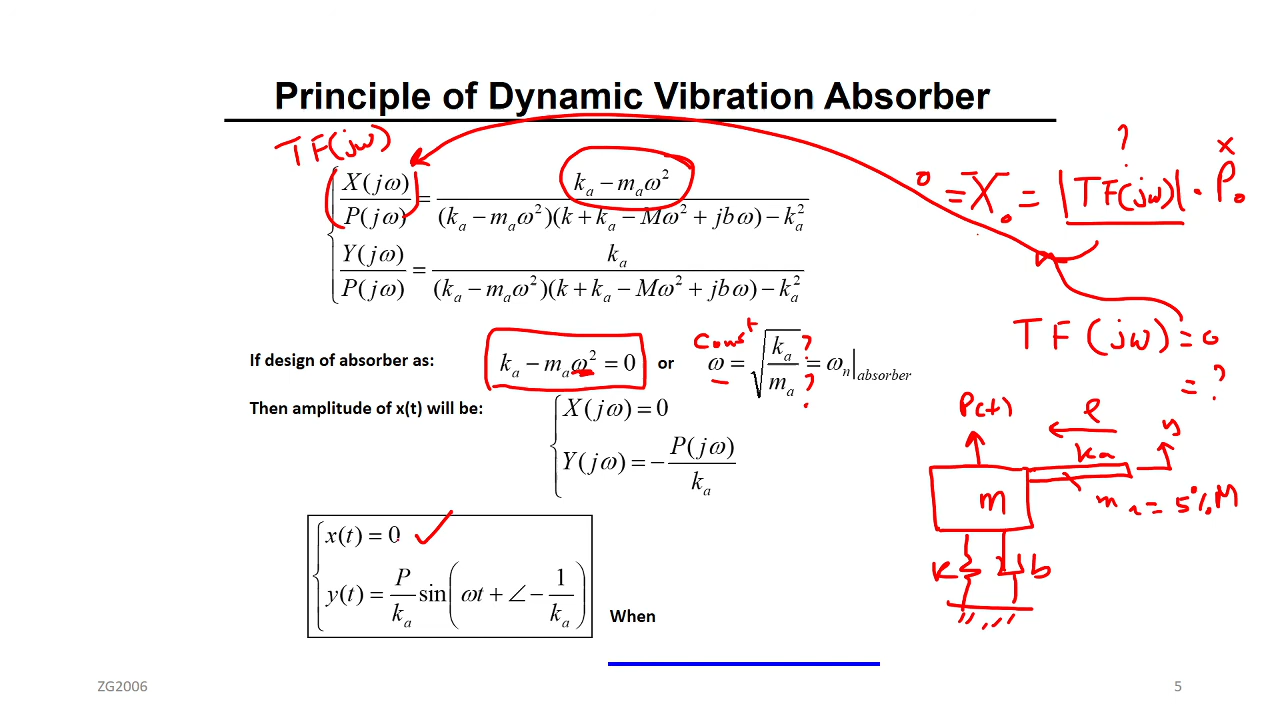 Principle of Dynamic Vibration Absorber
TF(jω)
X(jω)/P(jω) = (k_a − m_aω²)/((k_a − m_aω²)(k + k_a − Mω² + jbω) − k_a²)
Y(jω)/P(jω) = k_a/((k_a − m_aω²)(k + k_a − Mω² + jbω) − k_a²)
?
x
0 = X₀ = |TF(jω)| · P₀
TF(jω) = 0
= ?
Const
If design of absorber as: k_a − m_aω² = 0 or ω = √(k_a/m_a) = ω_n|absorber
? ?
Then amplitude of x(t) will be: X(jω) = 0
Y(jω) = − P(jω)/k_a
x(t) = 0 ✓
y(t) = P/k_a sin(ωt + ∠ − 1/k_a) When
P(t)
ℓ
y
k_a
m
m_a = 5% M
k
b
ZG2006
5